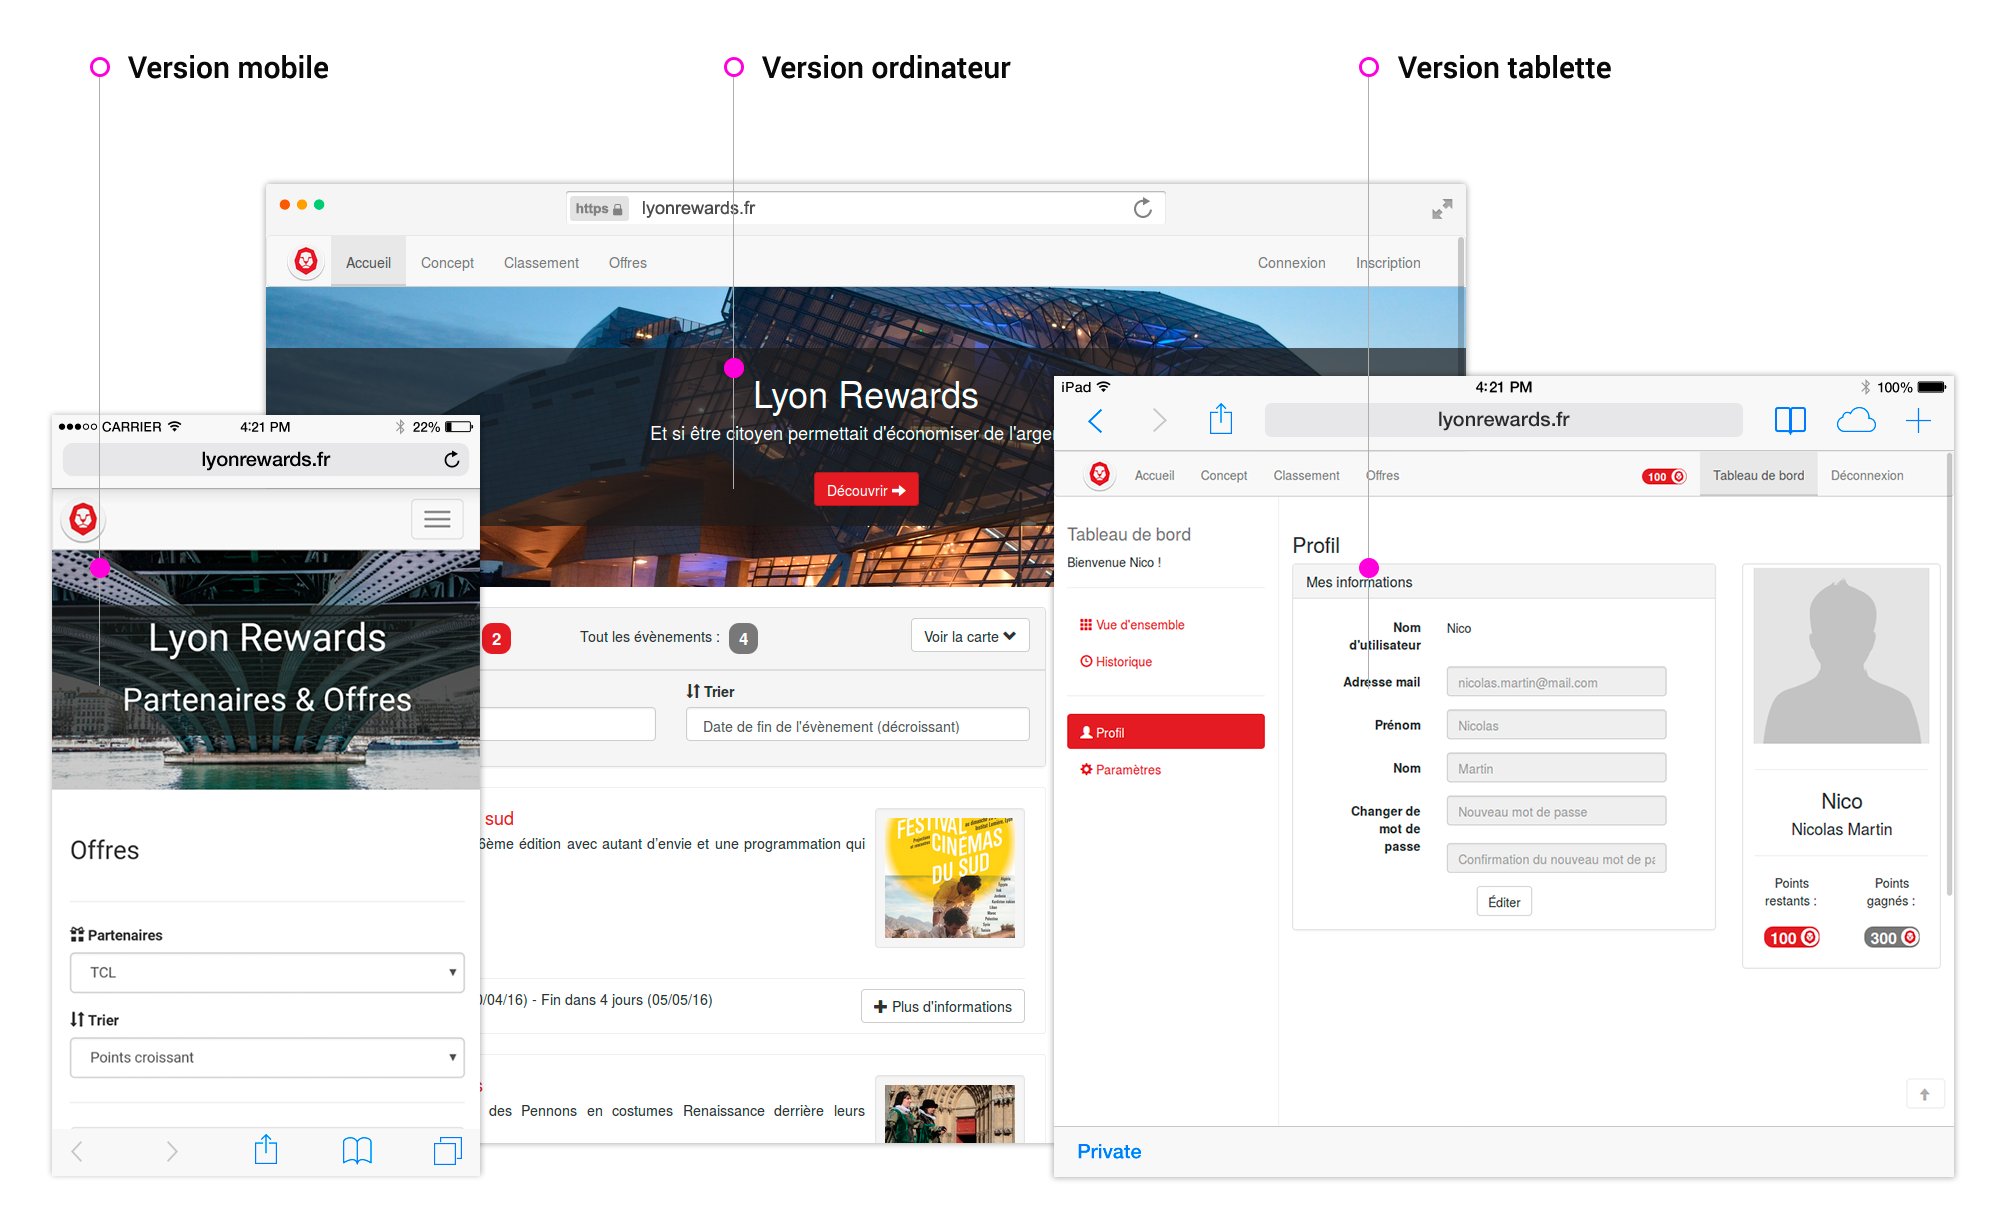 Version mobile
Version ordinateur
Version tablette
https
lyonrewards.fr
Accueil
Concept
Classement
Offres
Connexion
Inscription
Lyon Rewards
Et si être citoyen permettait d'économiser de l'arge
Découvrir
2
Tout les évènements :
4
Voir la carte
Trier
Date de fin de l'évènement (décroissant)
sud
6ème édition avec autant d'envie et une programmation qui
FESTIVAL
CINÉMAS
DU SUD
/04/16) - Fin dans 4 jours (05/05/16)
Plus d'informations
s
des Pennons en costumes Renaissance derrière leurs
CARRIER
4:21 PM
22%
lyonrewards.fr
Lyon Rewards
Partenaires & Offres
Offres
Partenaires
TCL
Trier
Points croissant
iPad
4:21 PM
100%
lyonrewards.fr
Accueil
Concept
Classement
Offres
100
Tableau de bord
Déconnexion
Tableau de bord
Bienvenue Nico !
Vue d'ensemble
Historique
Profil
Paramètres
Profil
Mes informations
Nom
d'utilisateur
Nico
Adresse mail
nicolas.martin@mail.com
Prénom
Nicolas
Nom
Martin
Changer de
mot de
passe
Nouveau mot de passe
Confirmation du nouveau mot de pa
Éditer
Nico
Nicolas Martin
Points
restants :
100
Points
gagnés :
300
Private